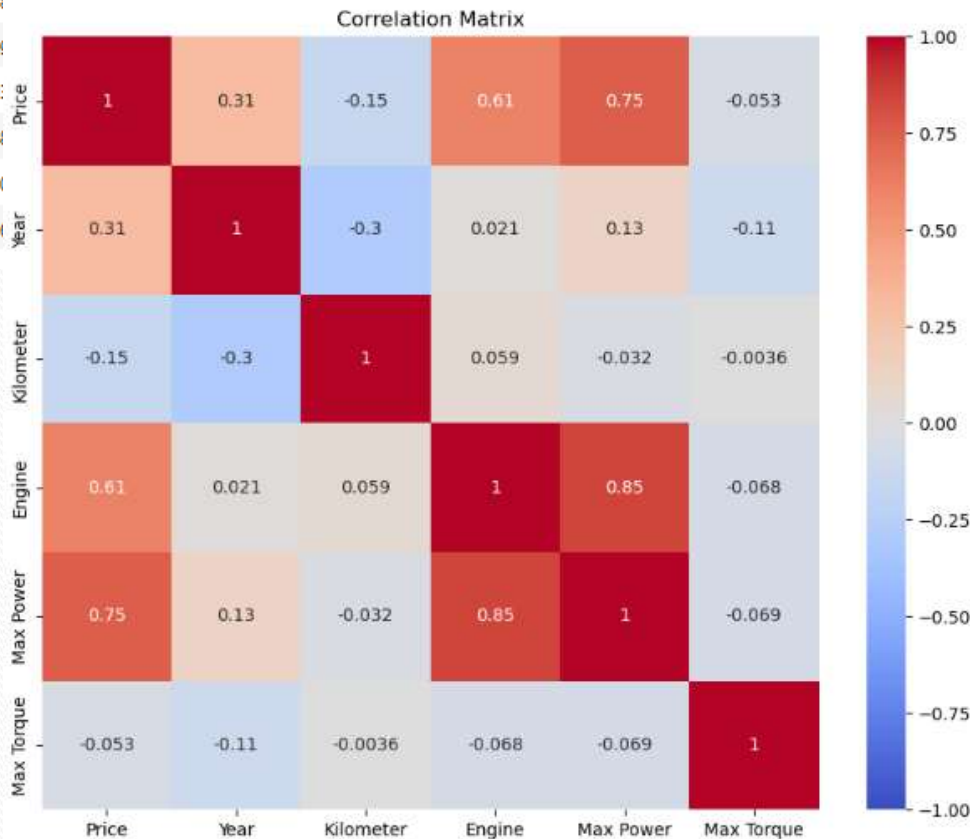 Correlation Matrix
Price 1 0.31 -0.15 0.61 0.75 -0.053
Year 0.31 1 -0.3 0.021 0.13 -0.11
Kilometer -0.15 -0.3 1 0.059 -0.032 -0.0036
Engine 0.61 0.021 0.059 1 0.85 -0.068
Max Power 0.75 0.13 -0.032 0.85 1 -0.069
Max Torque -0.053 -0.11 -0.0036 -0.068 -0.069 1
Price Year Kilometer Engine Max Power Max Torque
1.00
0.75
0.50
0.25
0.00
−0.25
−0.50
−0.75
−1.00